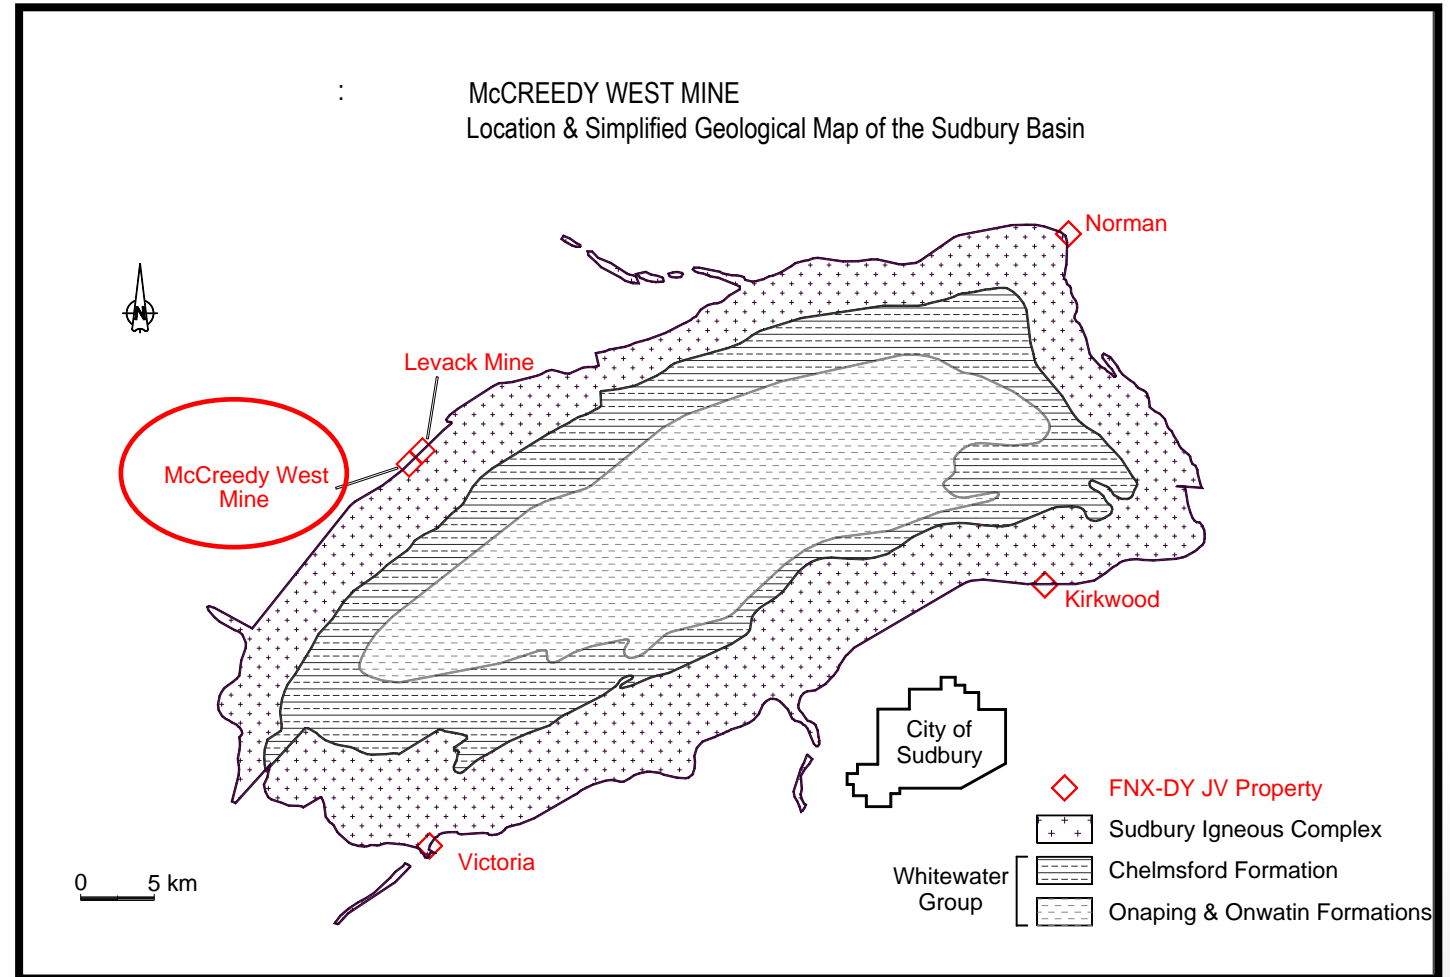 :
McCREEDY WEST MINE
Location & Simplified Geological Map of the Sudbury Basin
Norman
N
Levack Mine
McCreedy West
Mine
Kirkwood
City of
Sudbury
FNX-DY JV Property
Sudbury Igneous Complex
Victoria
Whitewater
Group
Chelmsford Formation
Onaping & Onwatin Formations
0 5 km